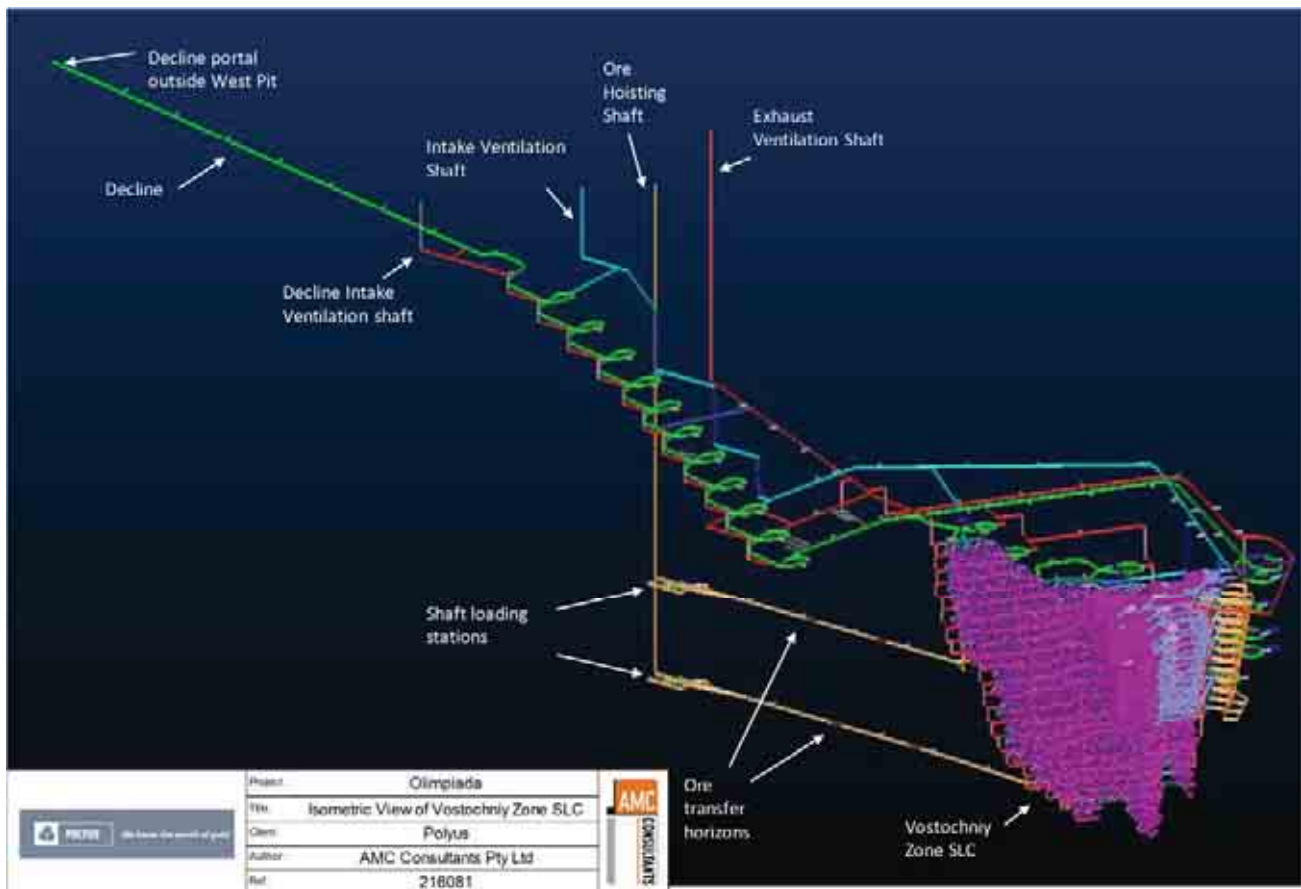 Decline portal
outside West Pit
Ore
Hoisting
Shaft
Exhaust
Ventilation Shaft
Intake Ventilation
Shaft
Decline
Decline Intake
Ventilation shaft
Shaft loading
stations
Ore
transfer
horizons
Vostochniy
Zone SLC
POLYUS
Project: Olimpiada
Title: Isometric View of Vostochniy Zone SLC
Client: Polyus
Author: AMC Consultants Pty Ltd
Ref: 216081
AMC
CONSULTANTS